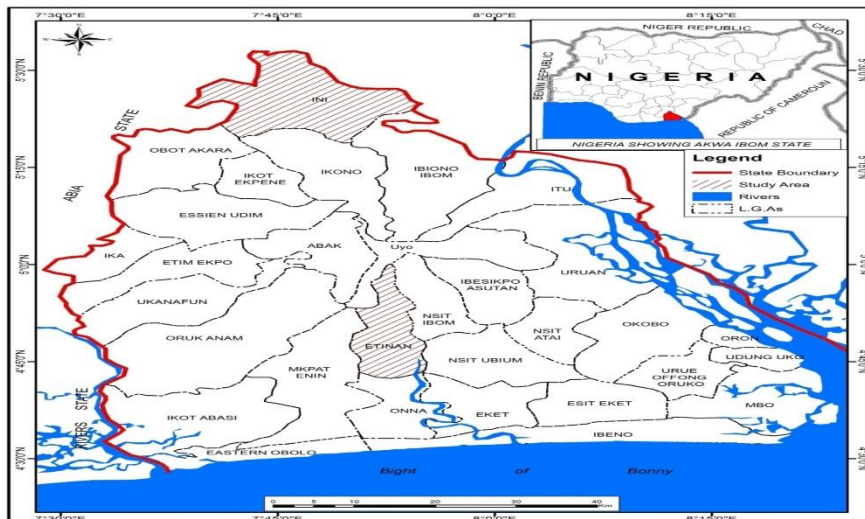 7°30'0"E
7°45'0"E
8°0'0"E
8°15'0"E
N
NIGER REPUBLIC
CHAD
BENIN REPUBLIC
NIGERIA
REPUBLIC OF CAMEROUN
NIGERIA SHOWING AKWA IBOM STATE
Legend
State Boundary
Study Area
Rivers
L.G.As
5°30'0"N
5°15'0"N
5°0'0"N
4°45'0"N
4°30'0"N
ABIA STATE
RIVERS STATE
INI
OBOT AKARA
IKOT
EKPENE
IKONO
IBIONO
IBOM
ITU
ESSIEN UDIM
IKA
ETIM EKPO
ABAK
Uyo
URUAN
UKANAFUN
IBESIKPO
ASUTAN
ORUK ANAM
ETINAN
NSIT
IBOM
NSIT
ATAI
OKOBO
ORON
UDUNG UKO
MKPAT
ENIN
NSIT UBIUM
URUE
OFFONG
ORUKO
IKOT ABASI
ONNA
EKET
ESIT EKET
MBO
IBENO
EASTERN OBOLO
Bight of Bonny
0 5 10 20 30 40
Km
7°30'0"E
7°45'0"E
8°0'0"E
8°15'0"E